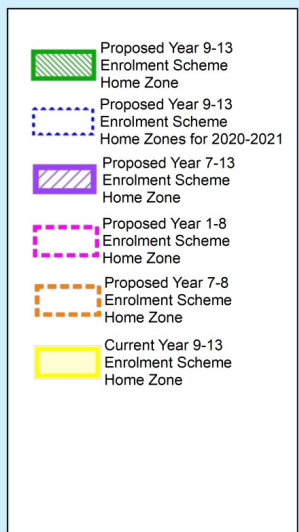 Proposed Year 9-13
Enrolment Scheme
Home Zone
Proposed Year 9-13
Enrolment Scheme
Home Zones for 2020-2021
Proposed Year 7-13
Enrolment Scheme
Home Zone
Proposed Year 1-8
Enrolment Scheme
Home Zone
Proposed Year 7-8
Enrolment Scheme
Home Zone
Current Year 9-13
Enrolment Scheme
Home Zone